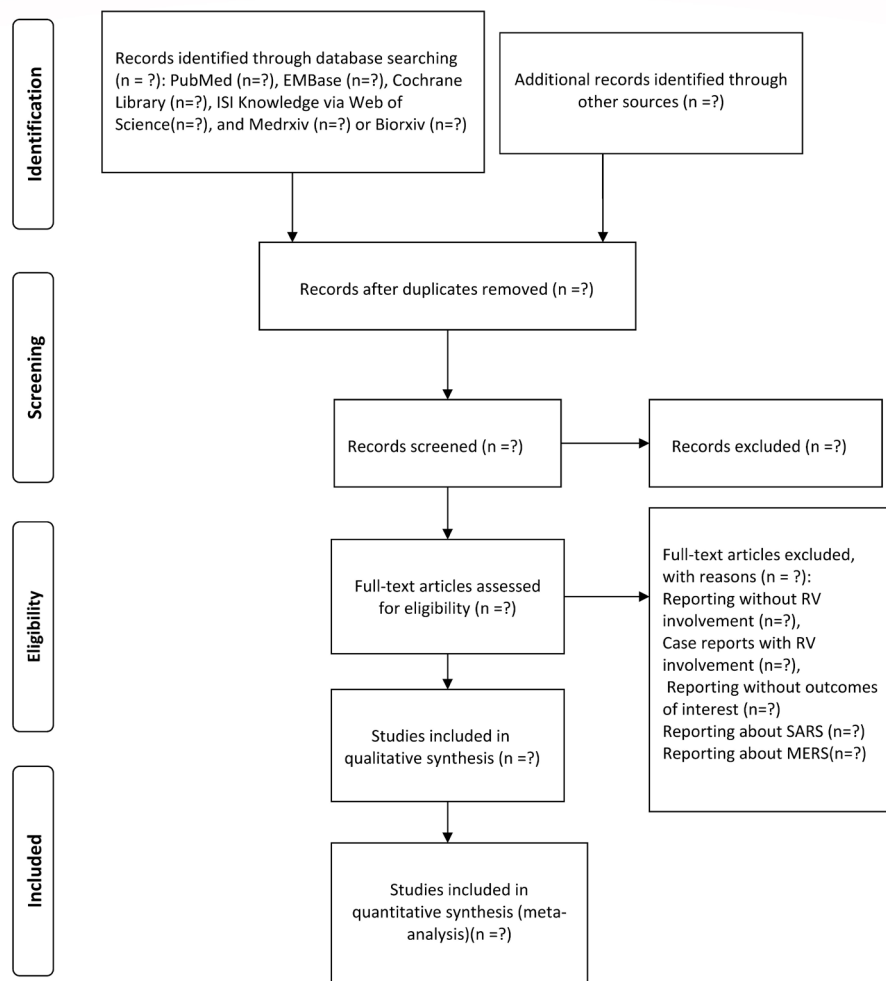 Identification
Records identified through database searching
(n = ?): PubMed (n=?), EMBase (n=?), Cochrane
Library (n=?), ISI Knowledge via Web of
Science(n=?), and Medrxiv (n=?) or Biorxiv (n=?)
Additional records identified through
other sources (n =?)
Records after duplicates removed (n =?)
Screening
Records screened (n =?)
Records excluded (n =?)
Eligibility
Full-text articles assessed
for eligibility (n =?)
Full-text articles excluded,
with reasons (n = ?):
Reporting without RV
involvement (n=?),
Case reports with RV
involvement (n=?),
Reporting without outcomes
of interest (n=?)
Reporting about SARS (n=?)
Reporting about MERS(n=?)
Studies included in
qualitative synthesis (n =?)
Included
Studies included in
quantitative synthesis (meta-
analysis)(n =?)